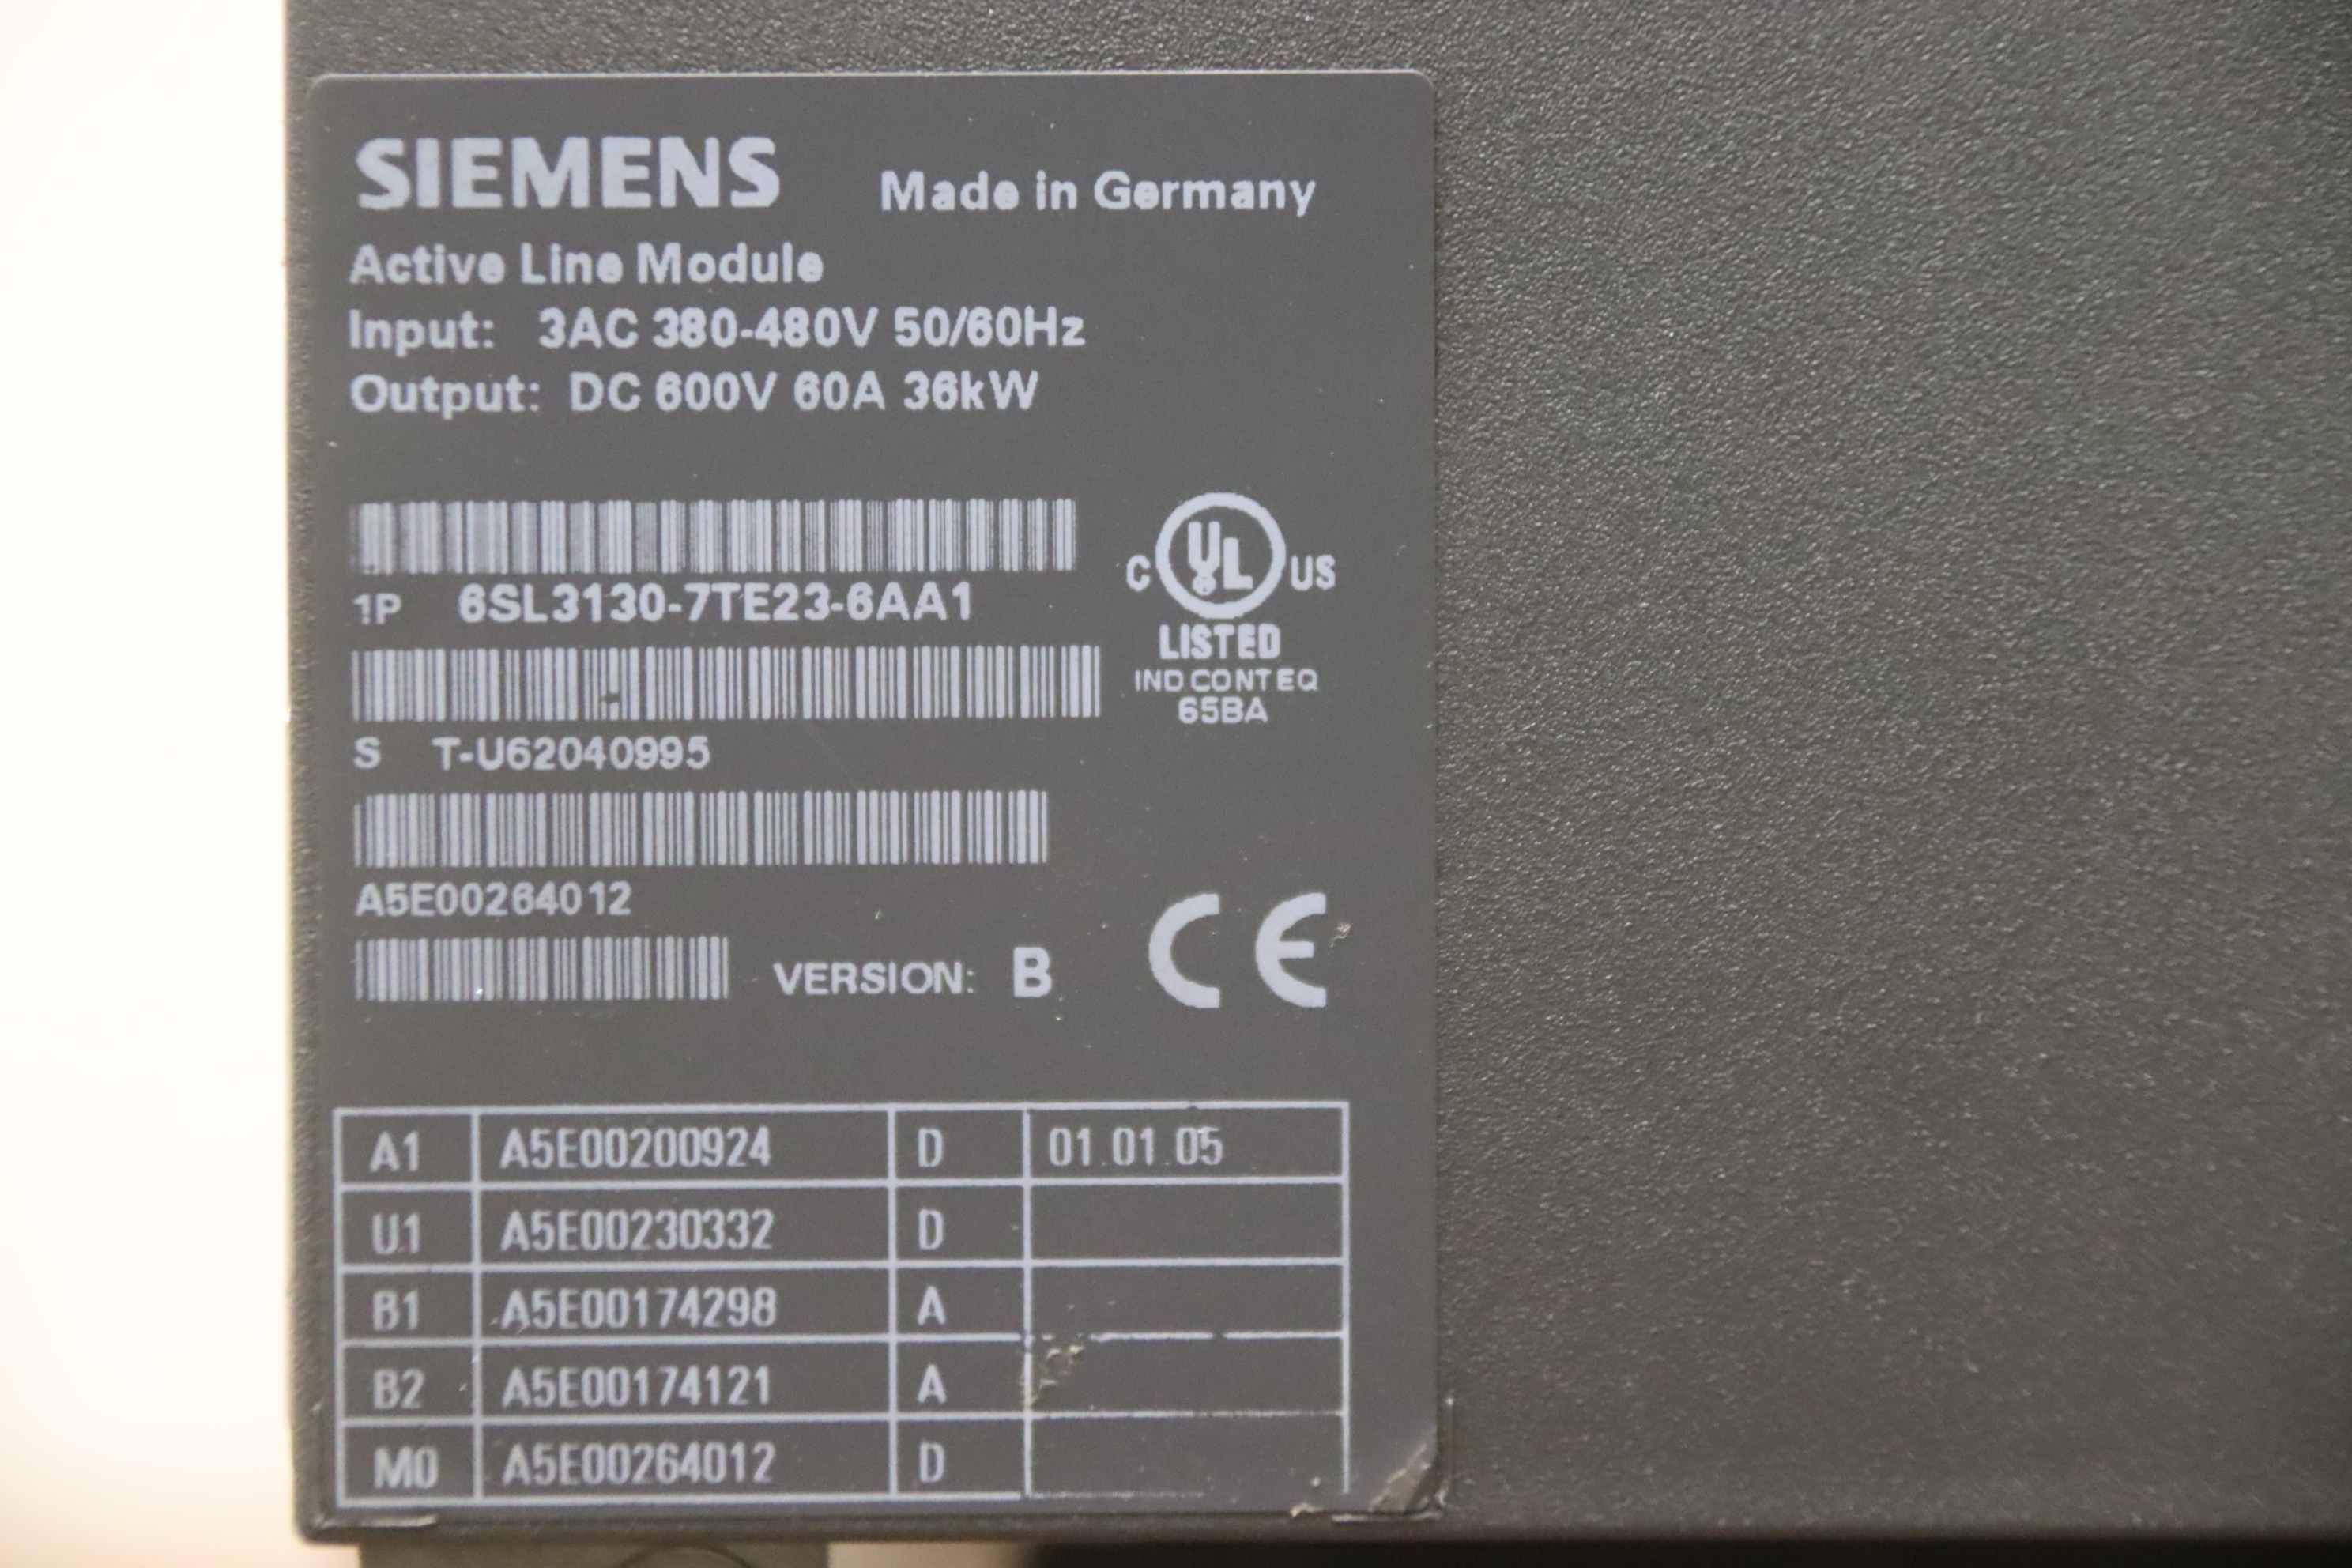 SIEMENS Made in Germany
Active Line Module
Input: 3AC 380-480V 50/60Hz
Output: DC 600V 60A 36kW
1P 6SL3130-7TE23-6AA1
C UL US
LISTED
IND CONT EQ
65BA
S T-U62040995
A5E00264012
VERSION: B CE
A1 A5E00200924 D 01.01.05
U1 A5E00230332 D
B1 A5E00174298 A
B2 A5E00174121 A
M0 A5E00264012 D